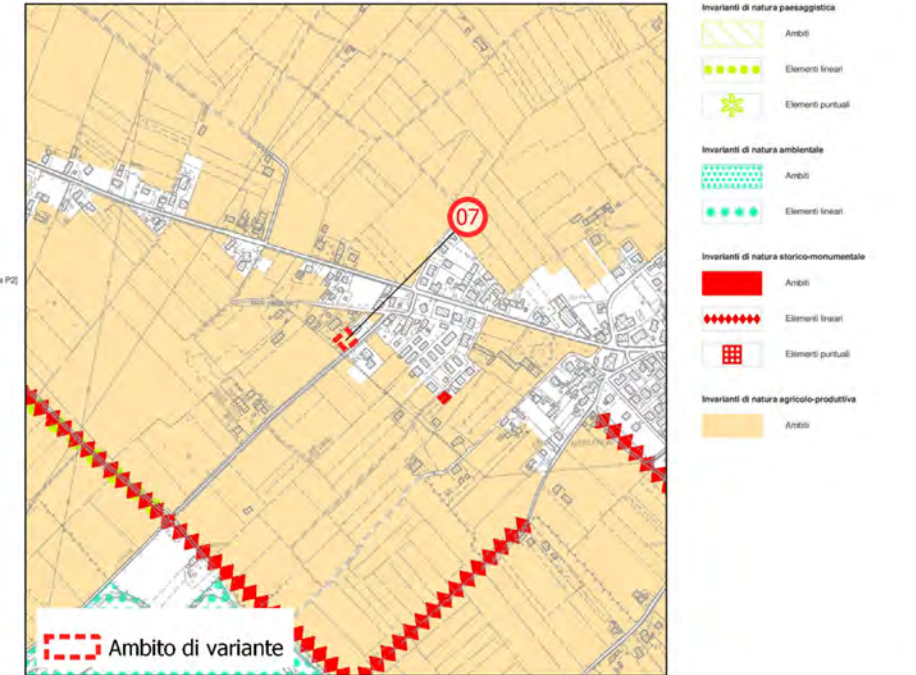 07
a P2]
Ambito di variante
Invarianti di natura paesaggistica
Ambiti
Elementi lineari
Elementi puntuali
Invarianti di natura ambientale
Ambiti
Elementi lineari
Invarianti di natura storico-monumentale
Ambiti
Elementi lineari
Elementi puntuali
Invarianti di natura agricolo-produttiva
Ambiti